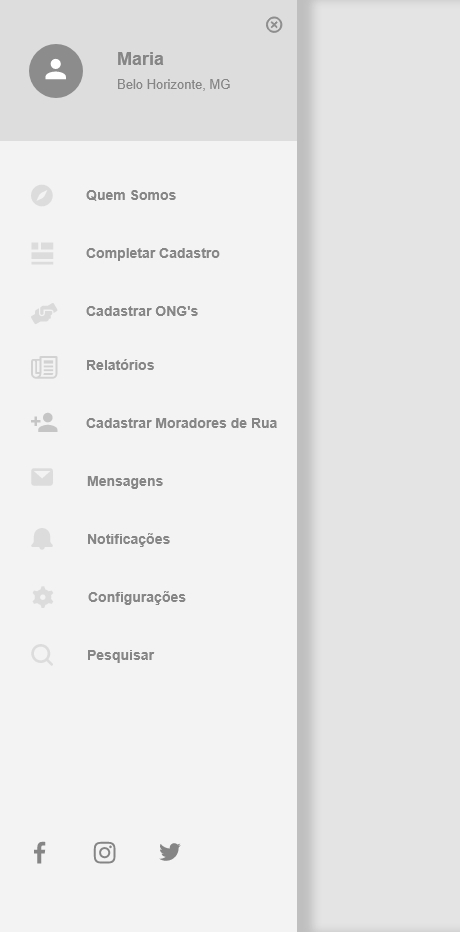 Maria
Belo Horizonte, MG
Quem Somos
Completar Cadastro
Cadastrar ONG's
Relatórios
Cadastrar Moradores de Rua
Mensagens
Notificações
Configurações
Pesquisar